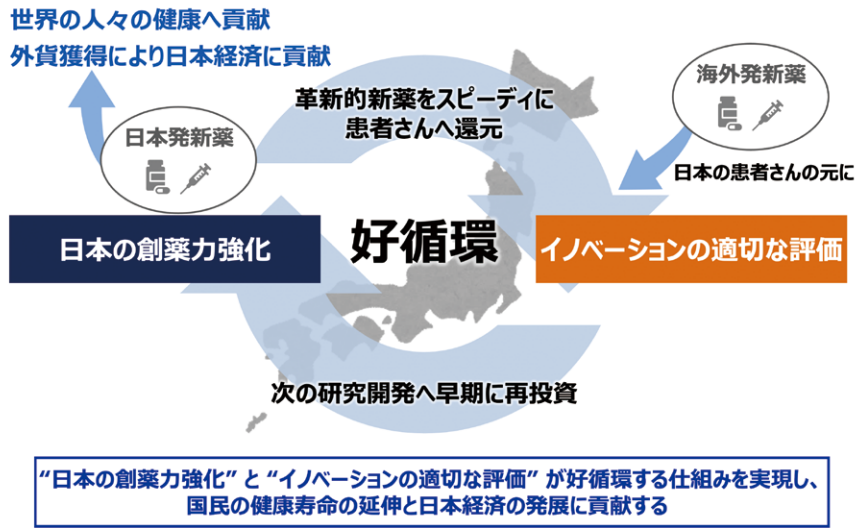 世界の人々の健康へ貢献
外貨獲得により日本経済に貢献
日本発新薬
革新的新薬をスピーディに
患者さんへ還元
海外発新薬
日本の患者さんの元に
日本の創薬力強化
好循環
イノベーションの適切な評価
次の研究開発へ早期に再投資
“日本の創薬力強化” と “イノベーションの適切な評価” が好循環する仕組みを実現し、
国民の健康寿命の延伸と日本経済の発展に貢献する